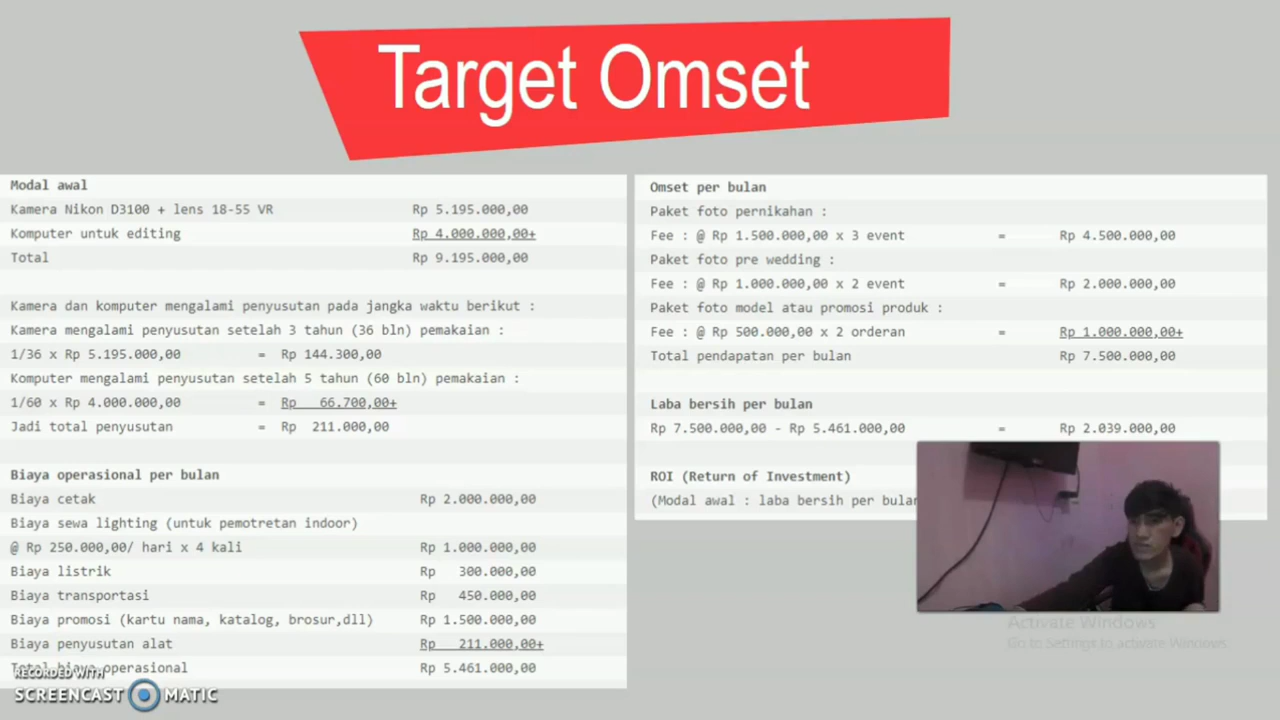 Target Omset
Modal awal
Kamera Nikon D3100 + lens 18-55 VR Rp 5.195.000,00
Komputer untuk editing Rp 4.000.000,00+
Total Rp 9.195.000,00
Kamera dan komputer mengalami penyusutan pada jangka waktu berikut :
Kamera mengalami penyusutan setelah 3 tahun (36 bln) pemakaian :
1/36 x Rp 5.195.000,00 = Rp 144.300,00
Komputer mengalami penyusutan setelah 5 tahun (60 bln) pemakaian :
1/60 x Rp 4.000.000,00 = Rp 66.700,00+
Jadi total penyusutan = Rp 211.000,00
Biaya operasional per bulan
Biaya cetak Rp 2.000.000,00
Biaya sewa lighting (untuk pemotretan indoor)
@ Rp 250.000,00/ hari x 4 kali Rp 1.000.000,00
Biaya listrik Rp 300.000,00
Biaya transportasi Rp 450.000,00
Biaya promosi (kartu nama, katalog, brosur,dll) Rp 1.500.000,00
Biaya penyusutan alat Rp 211.000,00+
Total biaya operasional Rp 5.461.000,00
Omset per bulan
Paket foto pernikahan :
Fee : @ Rp 1.500.000,00 x 3 event = Rp 4.500.000,00
Paket foto pre wedding :
Fee : @ Rp 1.000.000,00 x 2 event = Rp 2.000.000,00
Paket foto model atau promosi produk :
Fee : @ Rp 500.000,00 x 2 orderan = Rp 1.000.000,00+
Total pendapatan per bulan Rp 7.500.000,00
Laba bersih per bulan
Rp 7.500.000,00 - Rp 5.461.000,00 = Rp 2.039.000,00
ROI (Return of Investment)
(Modal awal : laba bersih per bulan
Activate Windows
Go to Settings to activate Windows.
RECORDED WITH
SCREENCAST MATIC